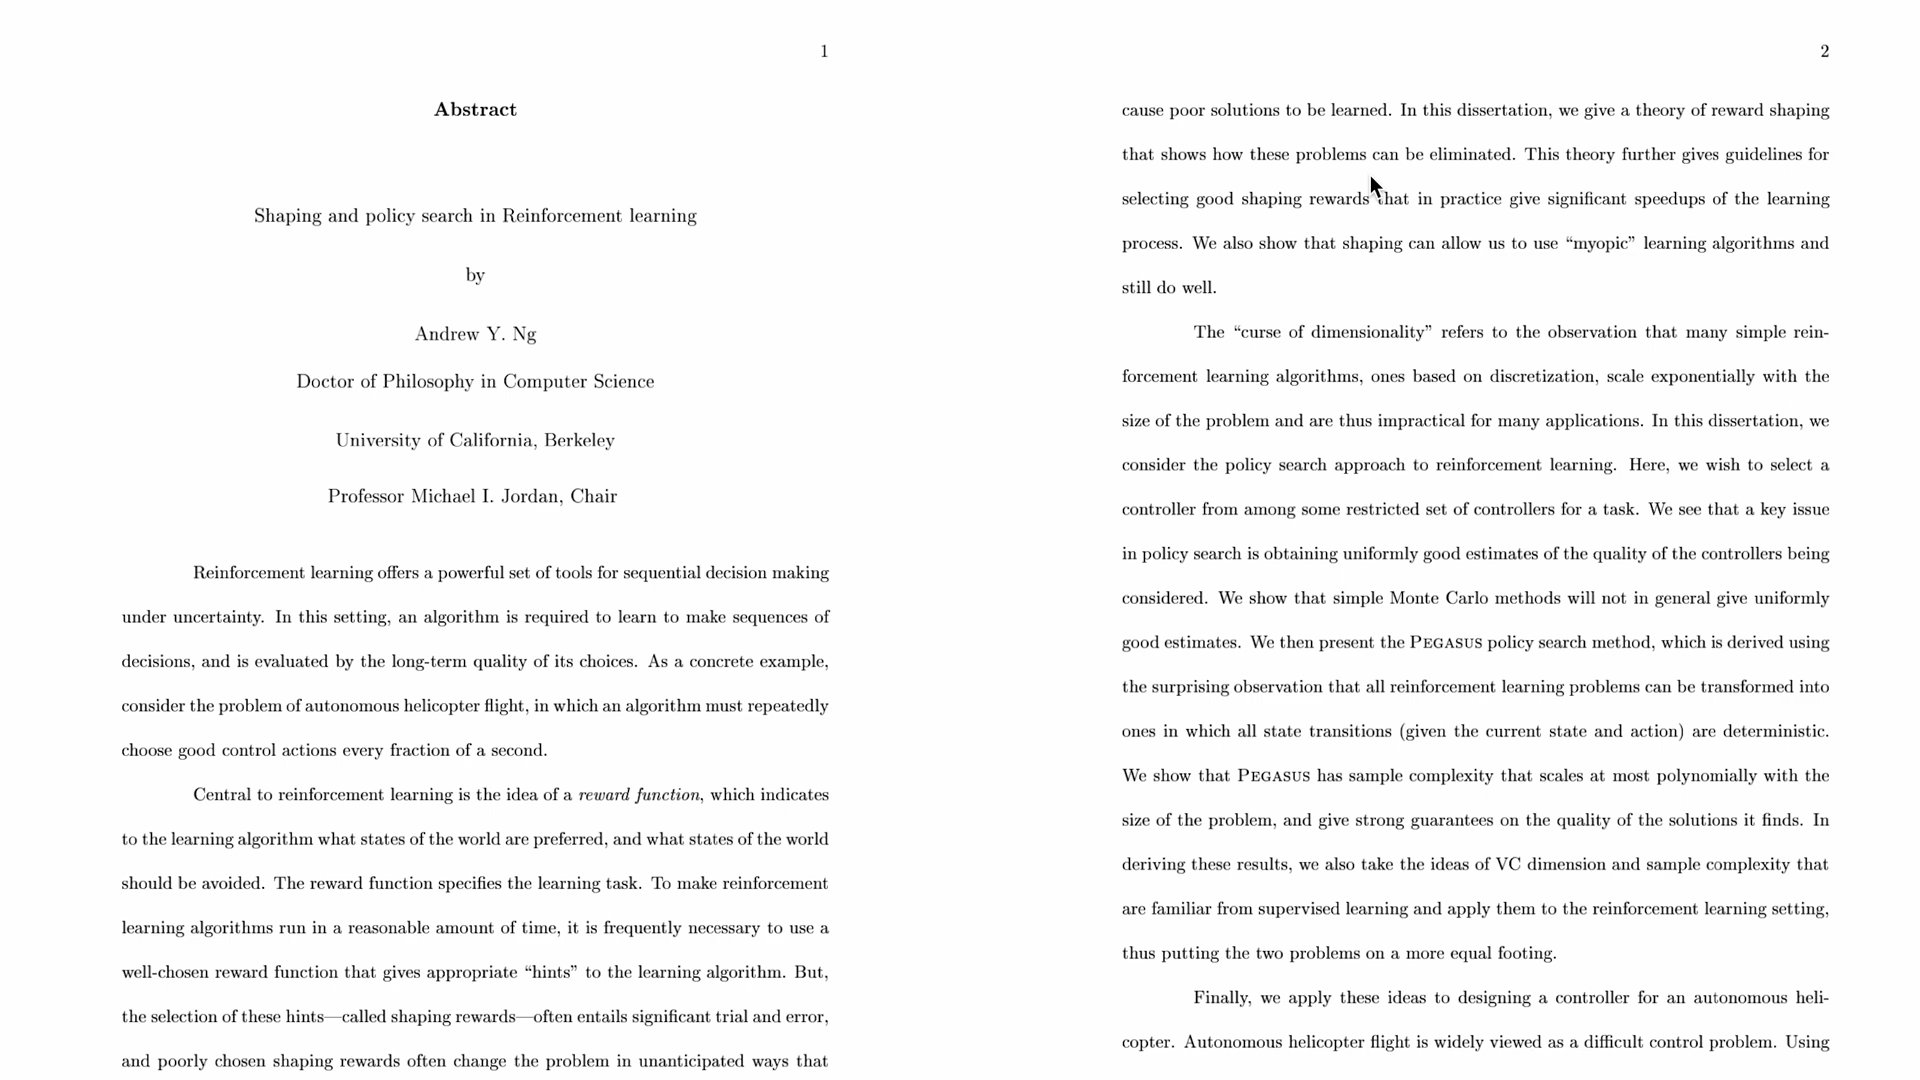 1
Abstract
Shaping and policy search in Reinforcement learning
by
Andrew Y. Ng
Doctor of Philosophy in Computer Science
University of California, Berkeley
Professor Michael I. Jordan, Chair
Reinforcement learning offers a powerful set of tools for sequential decision making
under uncertainty. In this setting, an algorithm is required to learn to make sequences of
decisions, and is evaluated by the long-term quality of its choices. As a concrete example,
consider the problem of autonomous helicopter flight, in which an algorithm must repeatedly
choose good control actions every fraction of a second.
Central to reinforcement learning is the idea of a reward function, which indicates
to the learning algorithm what states of the world are preferred, and what states of the world
should be avoided. The reward function specifies the learning task. To make reinforcement
learning algorithms run in a reasonable amount of time, it is frequently necessary to use a
well-chosen reward function that gives appropriate “hints” to the learning algorithm. But,
the selection of these hints—called shaping rewards—often entails significant trial and error,
and poorly chosen shaping rewards often change the problem in unanticipated ways that
2
cause poor solutions to be learned. In this dissertation, we give a theory of reward shaping
that shows how these problems can be eliminated. This theory further gives guidelines for
selecting good shaping rewards that in practice give significant speedups of the learning
process. We also show that shaping can allow us to use “myopic” learning algorithms and
still do well.
The “curse of dimensionality” refers to the observation that many simple rein-
forcement learning algorithms, ones based on discretization, scale exponentially with the
size of the problem and are thus impractical for many applications. In this dissertation, we
consider the policy search approach to reinforcement learning. Here, we wish to select a
controller from among some restricted set of controllers for a task. We see that a key issue
in policy search is obtaining uniformly good estimates of the quality of the controllers being
considered. We show that simple Monte Carlo methods will not in general give uniformly
good estimates. We then present the PEGASUS policy search method, which is derived using
the surprising observation that all reinforcement learning problems can be transformed into
ones in which all state transitions (given the current state and action) are deterministic.
We show that PEGASUS has sample complexity that scales at most polynomially with the
size of the problem, and give strong guarantees on the quality of the solutions it finds. In
deriving these results, we also take the ideas of VC dimension and sample complexity that
are familiar from supervised learning and apply them to the reinforcement learning setting,
thus putting the two problems on a more equal footing.
Finally, we apply these ideas to designing a controller for an autonomous heli-
copter. Autonomous helicopter flight is widely viewed as a difficult control problem. Using